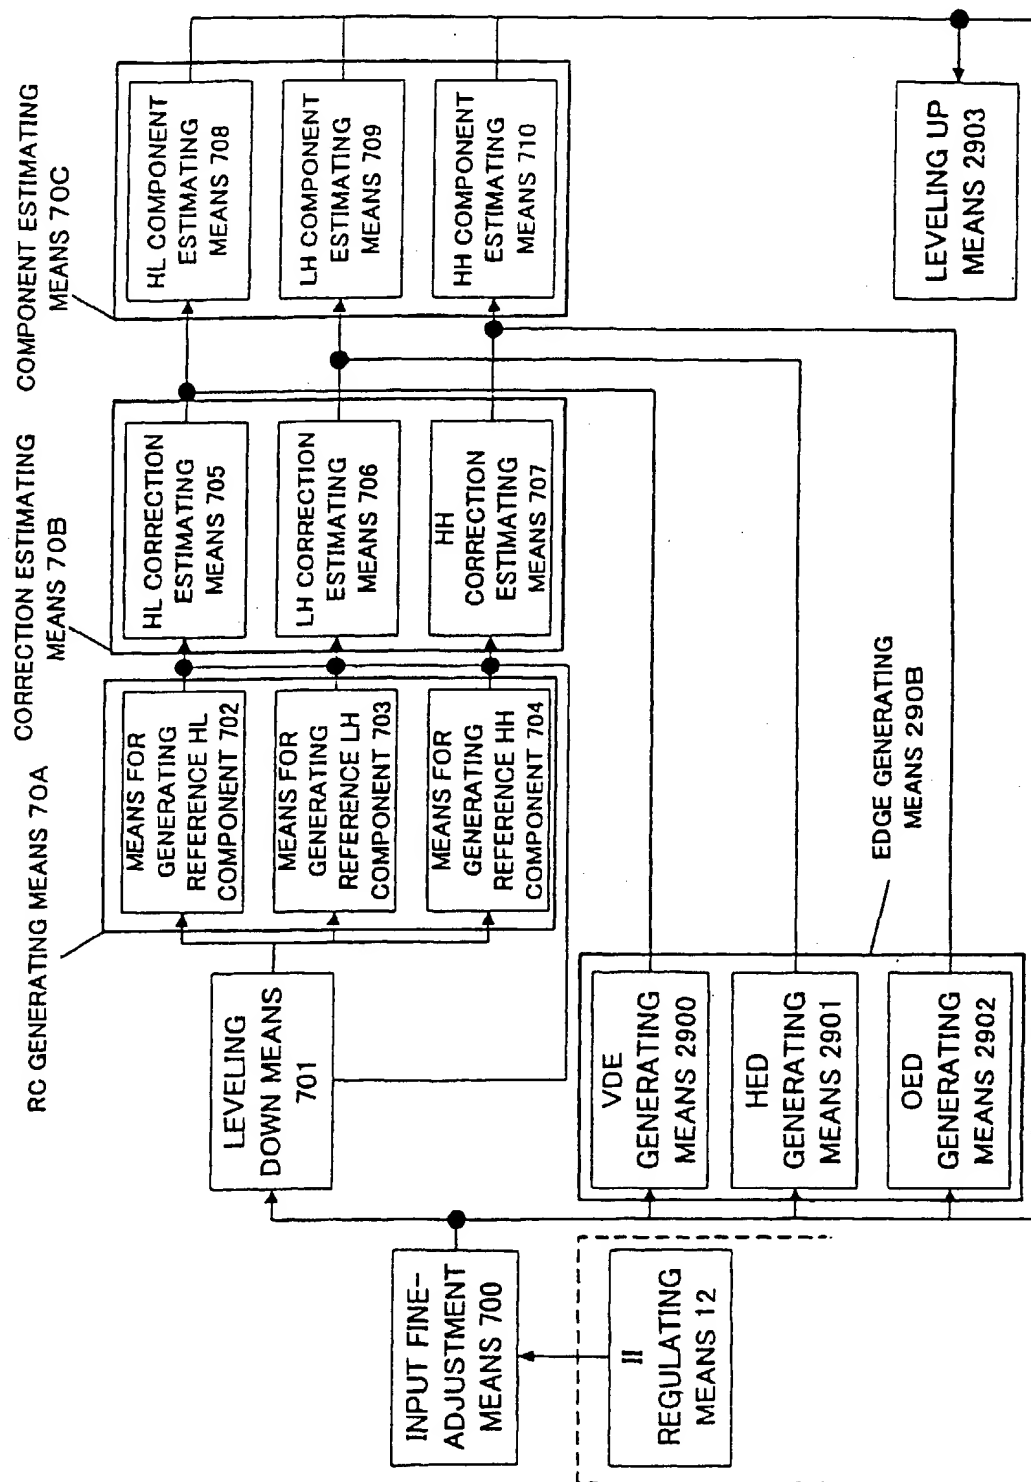 RC GENERATING MEANS 70A
CORRECTION ESTIMATING
MEANS 70B
COMPONENT ESTIMATING
MEANS 70C
INPUT FINE-
ADJUSTMENT
MEANS 700
LEVELING
DOWN MEANS
701
MEANS FOR
GENERATING
REFERENCE HL
COMPONENT 702
HL CORRECTION
ESTIMATING
MEANS 705
HL COMPONENT
ESTIMATING
MEANS 708
MEANS FOR
GENERATING
REFERENCE LH
COMPONENT 703
LH CORRECTION
ESTIMATING
MEANS 706
LH COMPONENT
ESTIMATING
MEANS 709
MEANS FOR
GENERATING
REFERENCE HH
COMPONENT 704
HH
CORRECTION
ESTIMATING
MEANS 707
HH COMPONENT
ESTIMATING
MEANS 710
II
REGULATING
MEANS 12
VDE
GENERATING
MEANS 2900
HED
GENERATING
MEANS 2901
OED
GENERATING
MEANS 2902
EDGE GENERATING
MEANS 290B
LEVELING UP
MEANS 2903